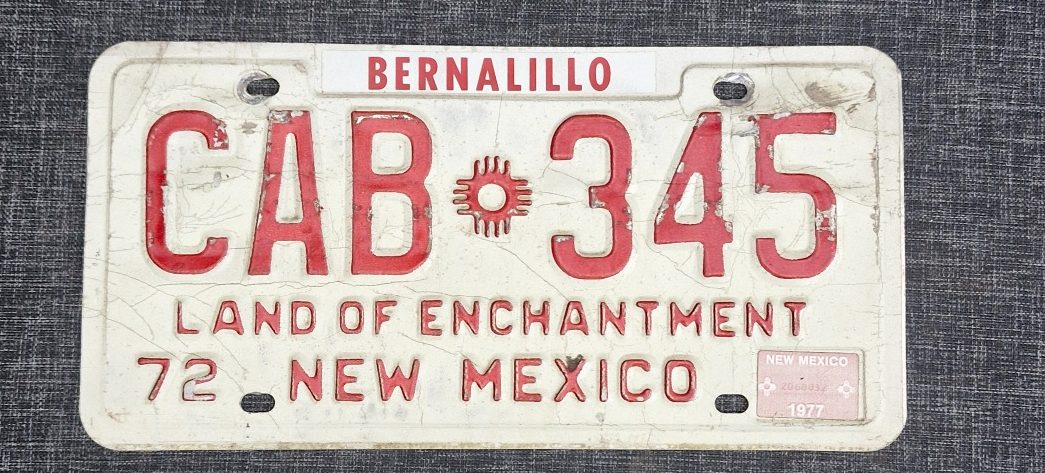 BERNALILLO
CAB 345
LAND OF ENCHANTMENT
72 NEW MEXICO
NEW MEXICO
1977